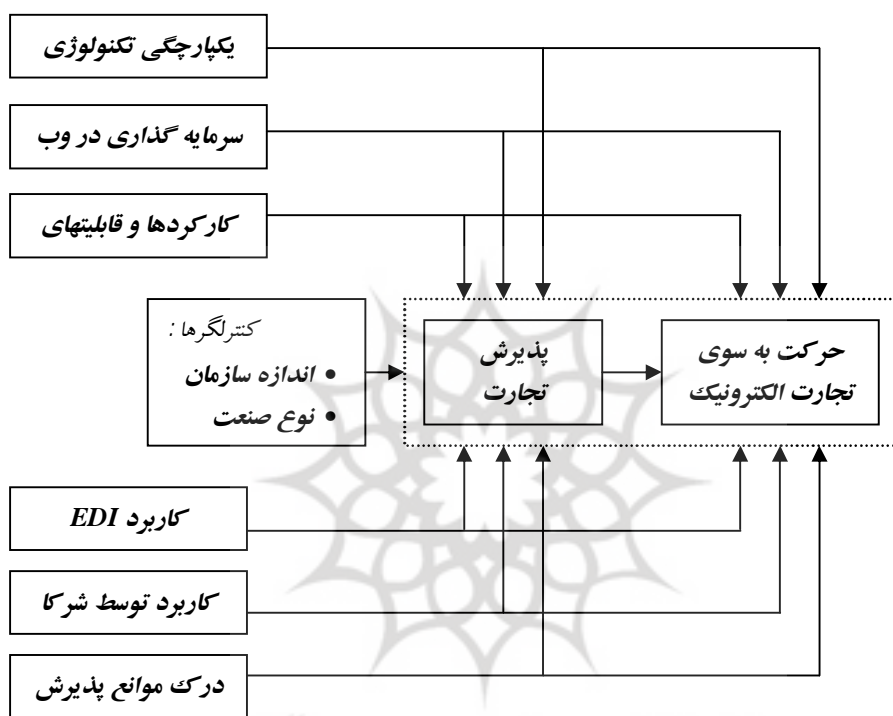 یکپارچگی تکنولوژی
سرمایه گذاری در وب
کارکردها و قابلیتهای
کنترلگرها :
• اندازه سازمان
• نوع صنعت
پذیرش
تجارت
حرکت به سوی
تجارت الکترونیک
کاربرد EDI
کاربرد توسط شرکا
درک موانع پذیرش